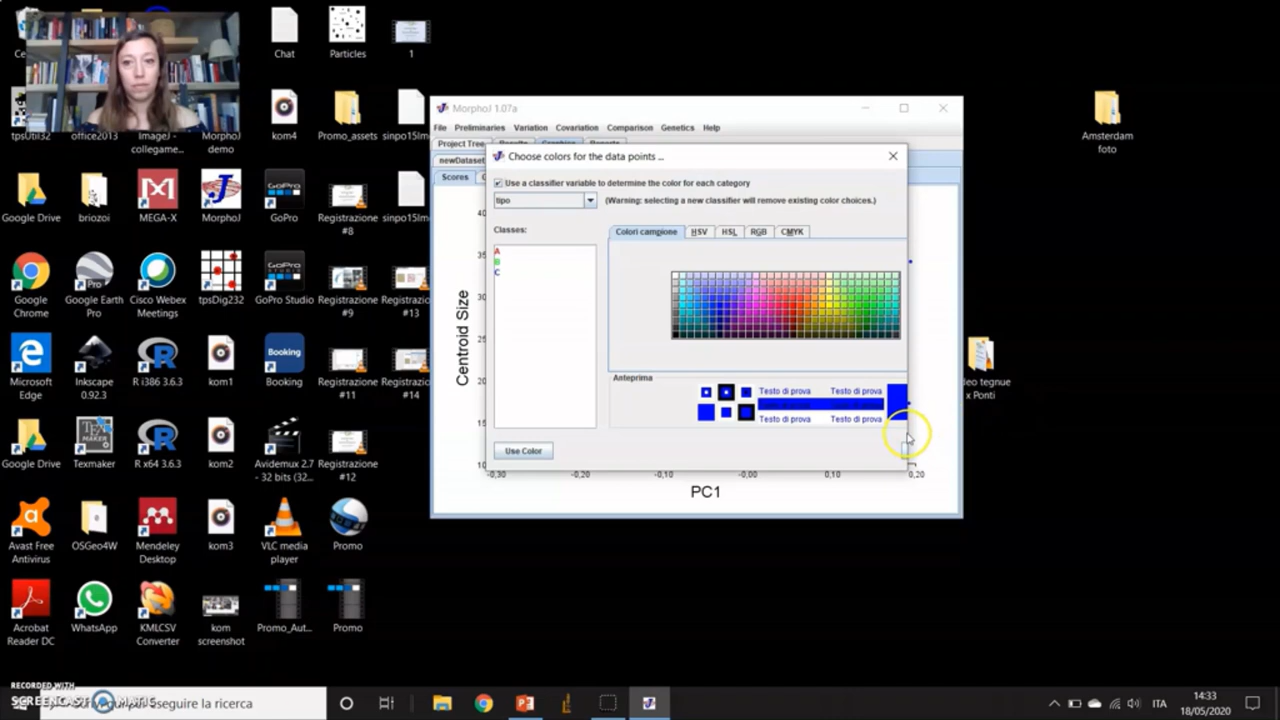 Chat
Particles
1
tpsUtil32
office2013
ImageJ -
collegame...
MorphoJ
demo
kom4
Promo_assets
sinpo15lm...
Google Drive
briozoi
MEGA-X
MorphoJ
GoPro
Registrazione
#8
sinpo15lm...
Google
Chrome
Google Earth
Pro
Cisco Webex
Meetings
tpsDig232
GoPro Studio
Registrazione
#9
Registrazione
#13
Microsoft
Edge
Inkscape
0.92.3
R i386 3.6.3
kom1
Booking
Booking
Registrazione
#11
Registrazione
#14
Google Drive
Texmaker
R x64 3.6.3
kom2
Avidemux 2.7
- 32 bits (32...
Registrazione
#12
Avast Free
Antivirus
OSGeo4W
Mendeley
Desktop
kom3
VLC media
player
Promo
Acrobat
Reader DC
WhatsApp
KMLCSV
Converter
kom
screenshot
Promo_Aut...
Promo
Amsterdam
foto
leo tegnue
x Ponti
MorphoJ 1.07a
File Preliminaries Variation Covariation Comparison Genetics Help
Project Tree Results Graphics Reports
newDataset
Scores
Choose colors for the data points ...
Use a classifier variable to determine the color for each category
tipo
(Warning: selecting a new classifier will remove existing color choices.)
Classes:
A
B
C
Colori campione HSV HSL RGB CMYK
Anteprima
Testo di prova Testo di prova
Testo di prova Testo di prova
Use Color
Centroid Size
-0,30 -0,20 -0,10 -0,00 0,10 0,20
PC1
RECORDED WITH
SCREENCAST MATIC
eseguire la ricerca
ITA
14:33
18/05/2020